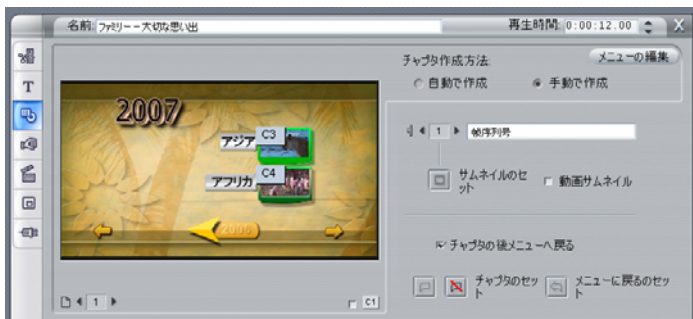 名前: ファミリーー大切な思い出
再生時間: 0:00:12.00
X
チャプタ作成方法:
メニューの編集
自動で作成
手動で作成
T
2007
アジア C3
アフリカ C4
2006
1
帧序列号
サムネイルのセ
ット
動画サムネイル
チャプタの後メニューへ戻る
チャプタのセッ
ト
メニューに戻るのセッ
ト
1
C1